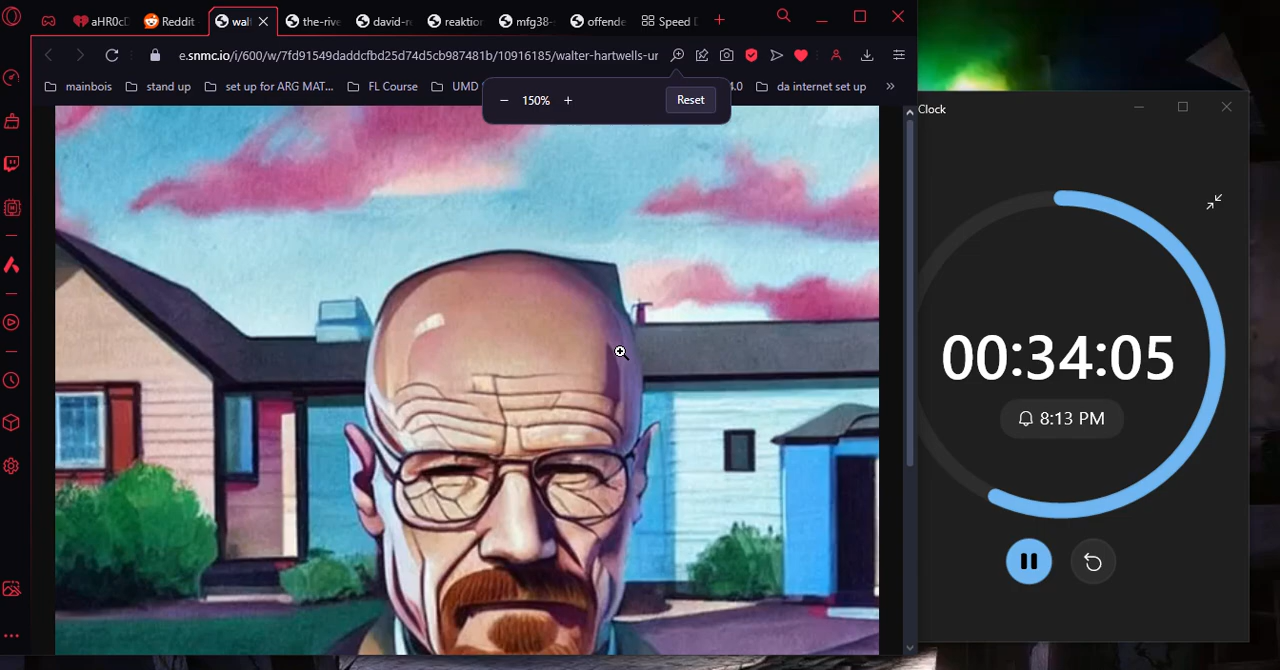 aHR0cD
Reddit
walt
the-rive
david-re
reaktion
mfg38-
offende
Speed D
e.snmc.io/i/600/w/7fd91549daddcfbd25d74d5cb987481b/10916185/walter-hartwells-ur
mainbois
stand up
set up for ARG MAT...
FL Course
UMD
4.0
da internet set up
»
− 150% +
Reset
Clock
00:34:05
8:13 PM